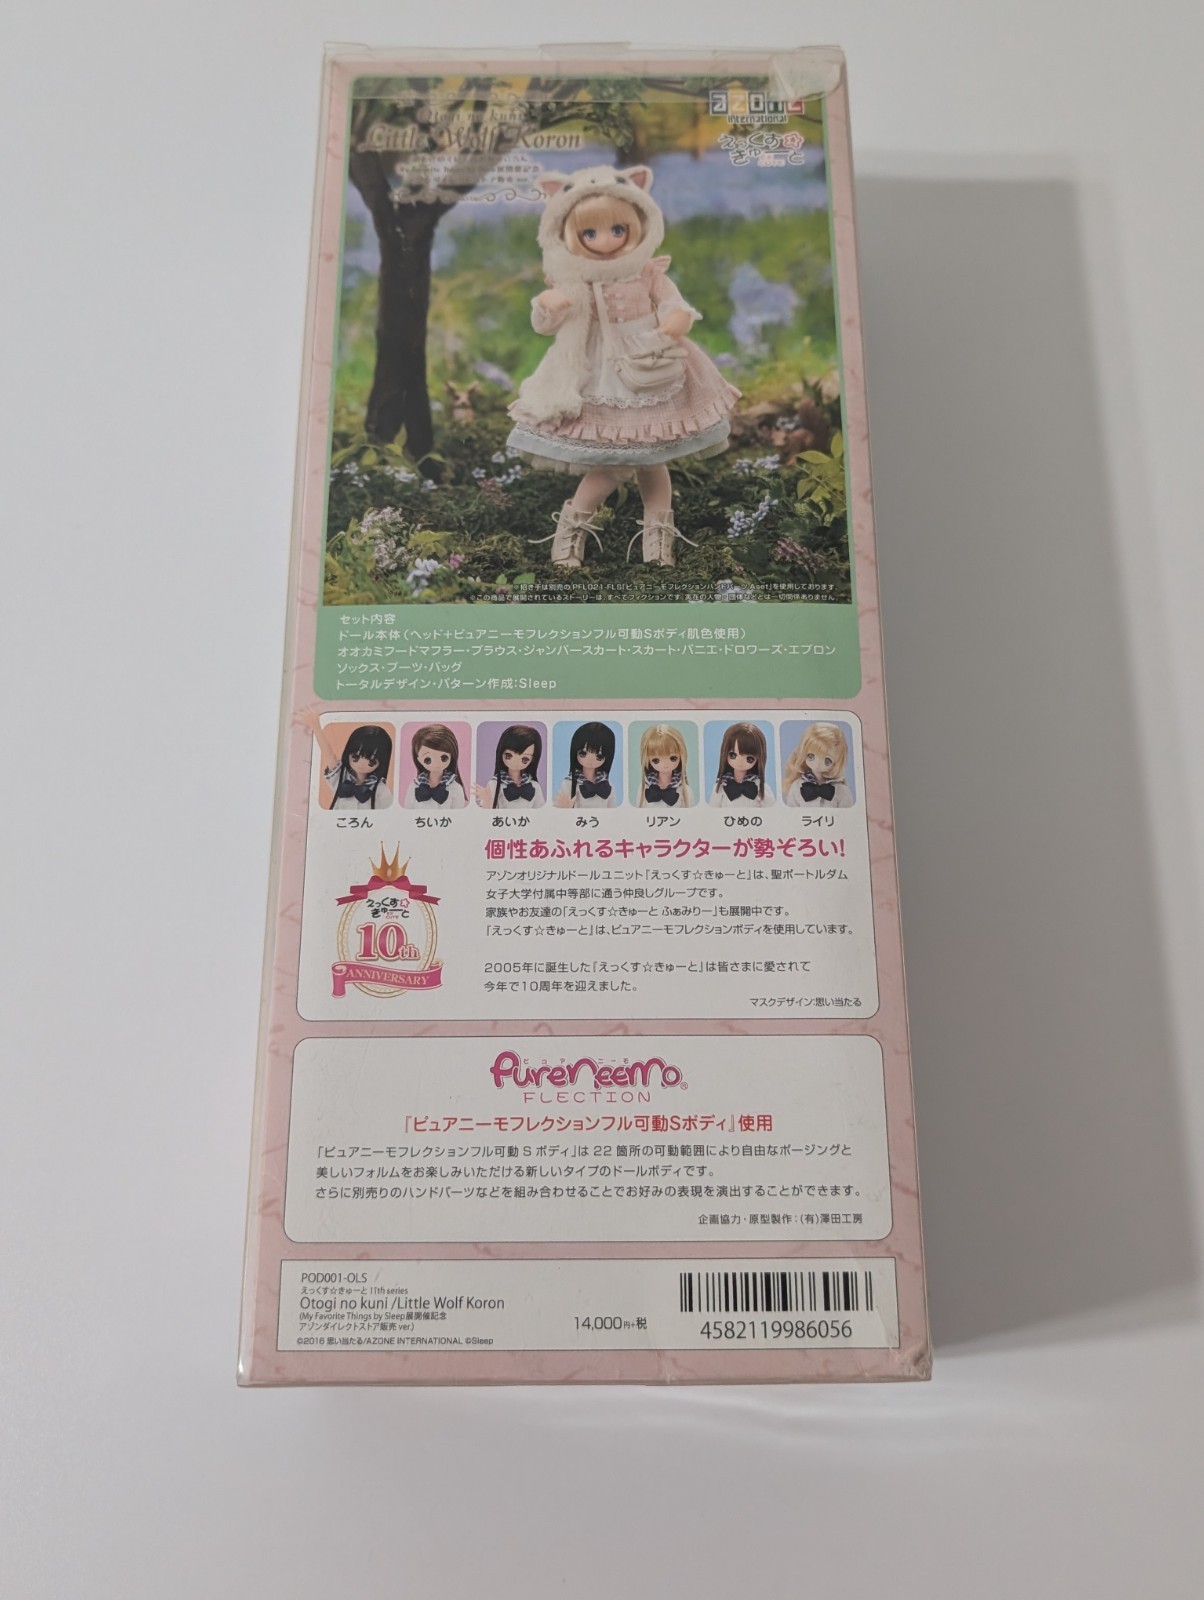 azone
international
えっくす☆
きゅーと
Otogi no kuni
Little Wolf Koron
※招き手は別売のPFL021-FLS「ピュアニーモフレクションハンドパーツAset」を使用しております。
※この商品で展開されているストーリーは、すべてフィクションです。実在の人物・団体などとは一切関係ありません。
セット内容
ドール本体(ヘッド+ピュアニーモフレクションフル可動Sボディ肌色使用)
オオカミフードマフラー・ブラウス・ジャンパースカート・スカート・パニエ・ドロワーズ・エプロン
ソックス・ブーツ・バッグ
トータルデザイン・パターン作成:Sleep
ころん ちいか あいか みう リアン ひめの ライリ
個性あふれるキャラクターが勢ぞろい!
アゾンオリジナルドールユニット『えっくす☆きゅーと』は、聖ポートルダム
女子大学付属中等部に通う仲良しグループです。
家族やお友達の『えっくす☆きゅーと ふぁみりー』も展開中です。
『えっくす☆きゅーと』は、ピュアニーモフレクションボディを使用しています。
2005年に誕生した『えっくす☆きゅーと』は皆さまに愛されて
今年で10周年を迎えました。
マスクデザイン:思い当たる
えっくす☆
きゅーと
10th
ANNIVERSARY
ピュアニーモ
PureNeemo®
FLECTION
『ピュアニーモフレクションフル可動Sボディ』使用
「ピュアニーモフレクションフル可動Sボディ」は22箇所の可動範囲により自由なポージングと
美しいフォルムをお楽しみいただける新しいタイプのドールボディです。
さらに別売りのハンドパーツなどを組み合わせることでお好みの表現を演出することができます。
企画協力・原型製作:(有)澤田工房
POD001-OLS
えっくす☆きゅーと 11th series
Otogi no kuni /Little Wolf Koron
(My Favorite Things by Sleep展開催記念
アゾンダイレクトストア販売 ver.)
©2016 思い当たる/AZONE INTERNATIONAL ©Sleep
14,000円+税
4582119986056